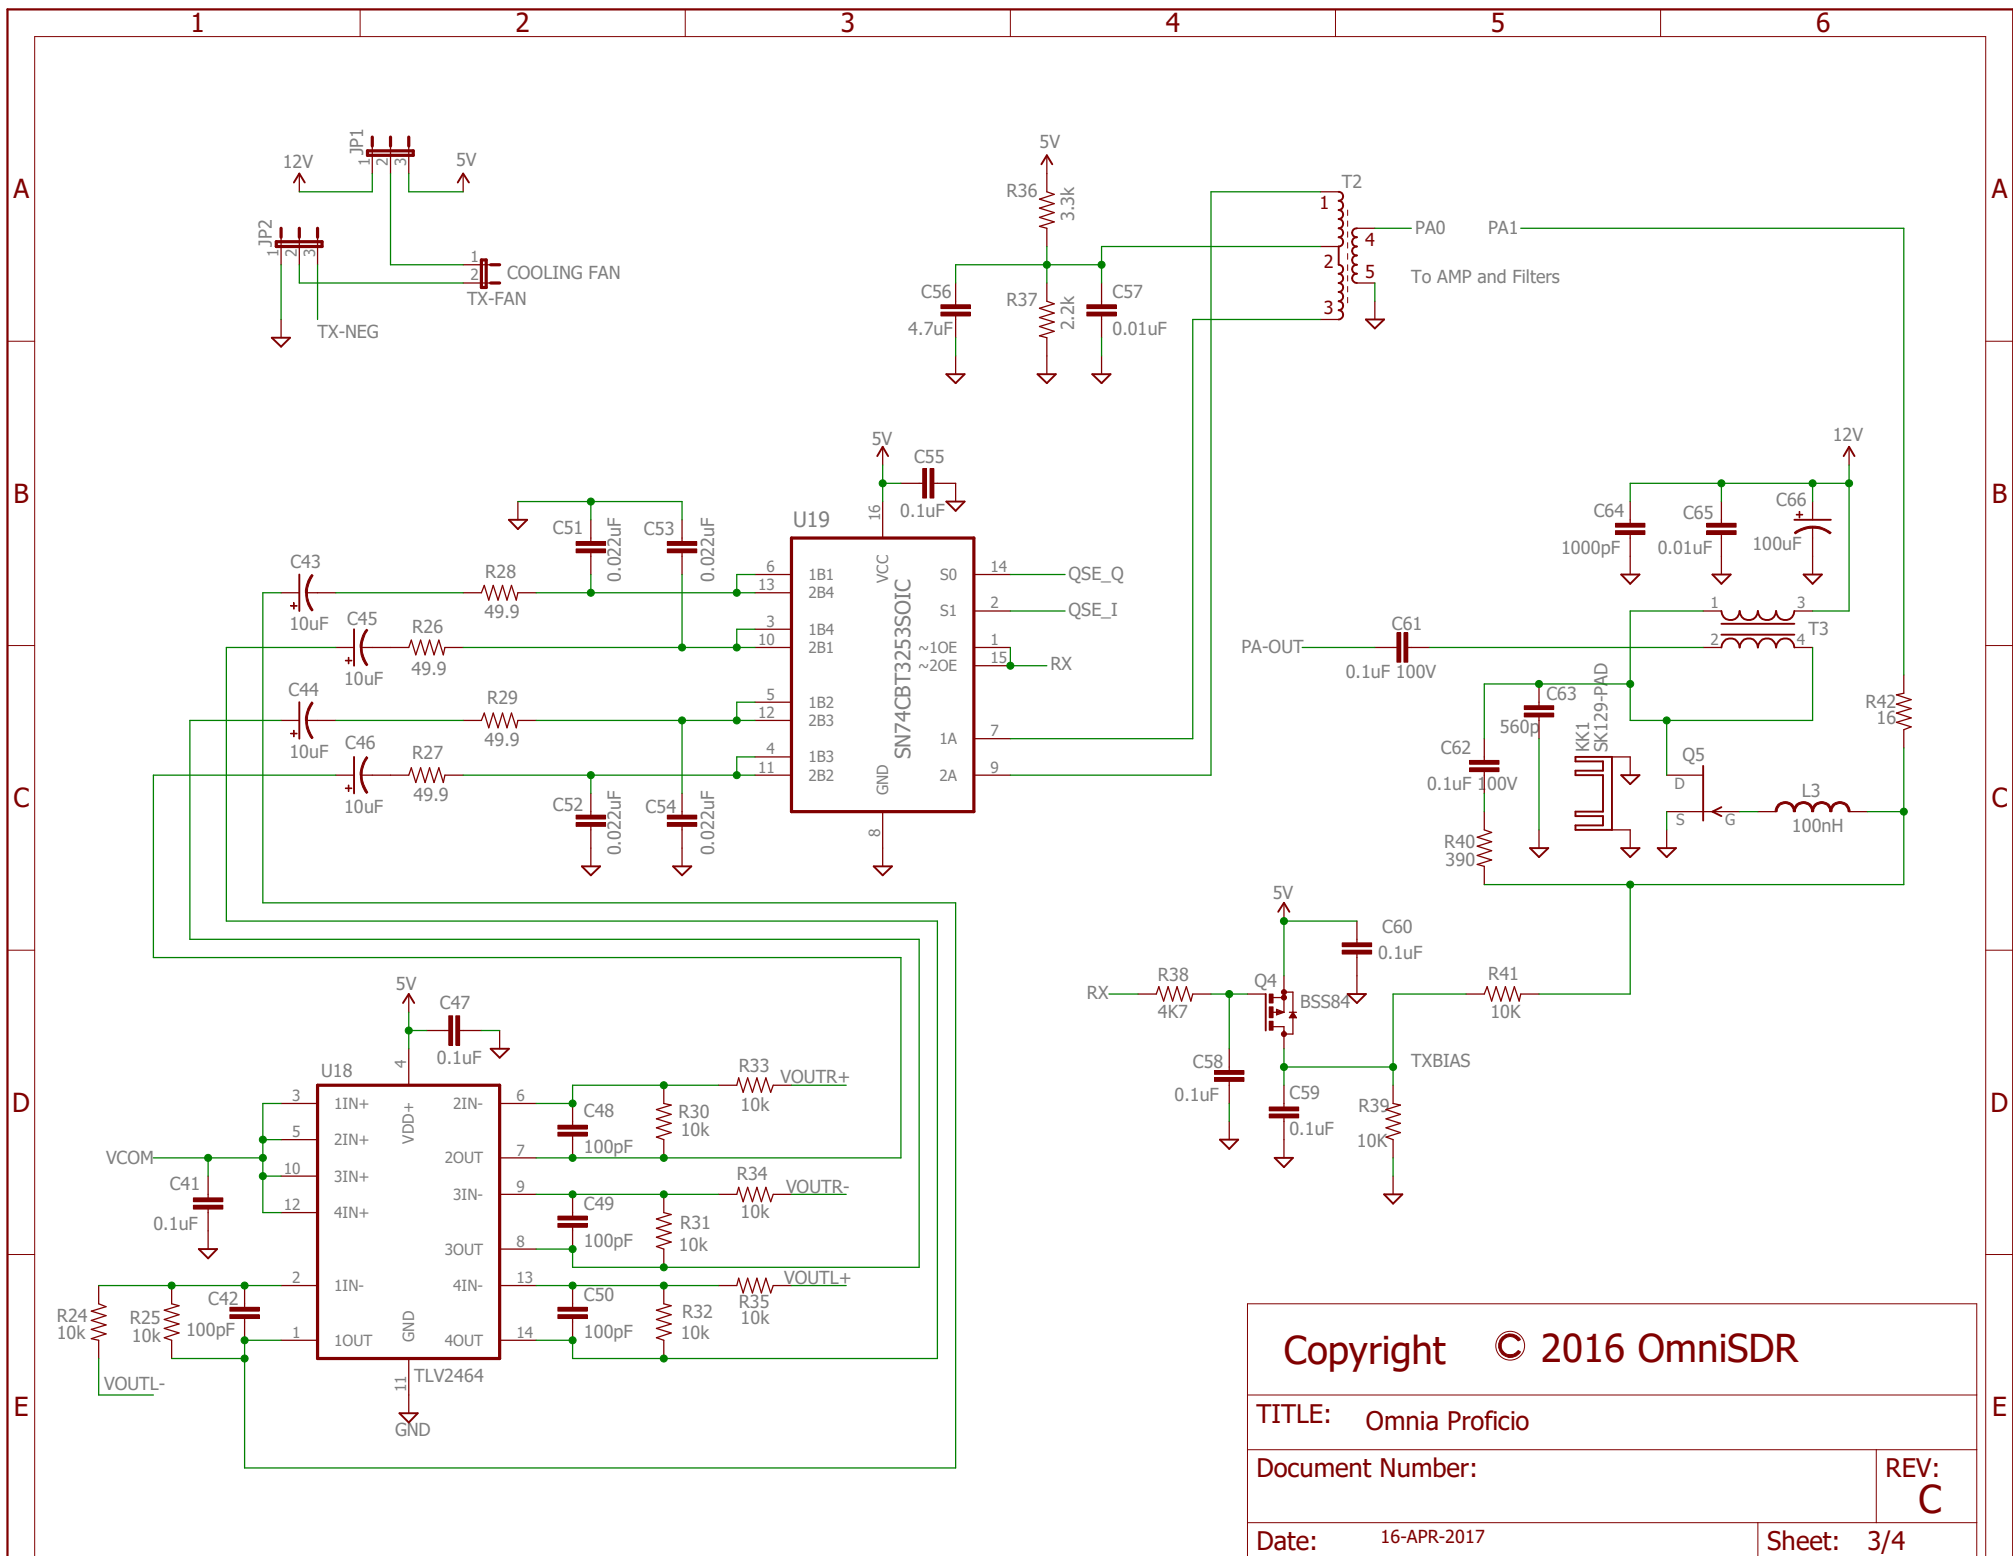 1 2 3 4 5 6
A A
B B
C C
D D
E E
JP1
1 2 3
12V
5V
JP2
1 2 3
1
2
COOLING FAN
TX-FAN
TX-NEG
5V
R36
3.3k
C56
4.7uF
R37
2.2k
C57
0.01uF
T2
1
2
3
4
5
PA0
PA1
To AMP and Filters
5V
C55
0.1uF
16
U19
SN74CBT3253SOIC
VCC
GND
8
6 1B1
13 2B4
3 1B4
10 2B1
5 1B2
12 2B3
4 1B3
11 2B2
S0 14 QSE_Q
S1 2 QSE_I
~1OE 1
~2OE 15 RX
1A 7
2A 9
C51
0.022uF
C53
0.022uF
C43
10uF
R28
49.9
C45
10uF
R26
49.9
C44
10uF
R29
49.9
C46
10uF
R27
49.9
C52
0.022uF
C54
0.022uF
12V
C64
1000pF
C65
0.01uF
C66
100uF
1 3
2 4
T3
PA-OUT
C61
0.1uF 100V
C63
560p
C62
0.1uF 100V
R40
390
KK1
SK129-PAD
Q5
D
S
G
L3
100nH
R42
16
5V
C60
0.1uF
RX
R38
4K7
Q4
BSS84
C58
0.1uF
C59
0.1uF
R39
10K
R41
10K
TXBIAS
5V
C47
0.1uF
4
U18
TLV2464
VDD+
GND
11
GND
3 1IN+
5 2IN+
10 3IN+
12 4IN+
2 1IN-
1 1OUT
2IN- 6
2OUT 7
3IN- 9
3OUT 8
4IN- 13
4OUT 14
VCOM
C41
0.1uF
R24
10k
R25
10k
C42
100pF
VOUTL-
C48
100pF
R30
10k
R33
10k
VOUTR+
C49
100pF
R31
10k
R34
10k
VOUTR-
C50
100pF
R32
10k
R35
10k
VOUTL+
Copyright © 2016 OmniSDR
TITLE: Omnia Proficio
Document Number:
REV:
C
Date: 16-APR-2017
Sheet: 3/4